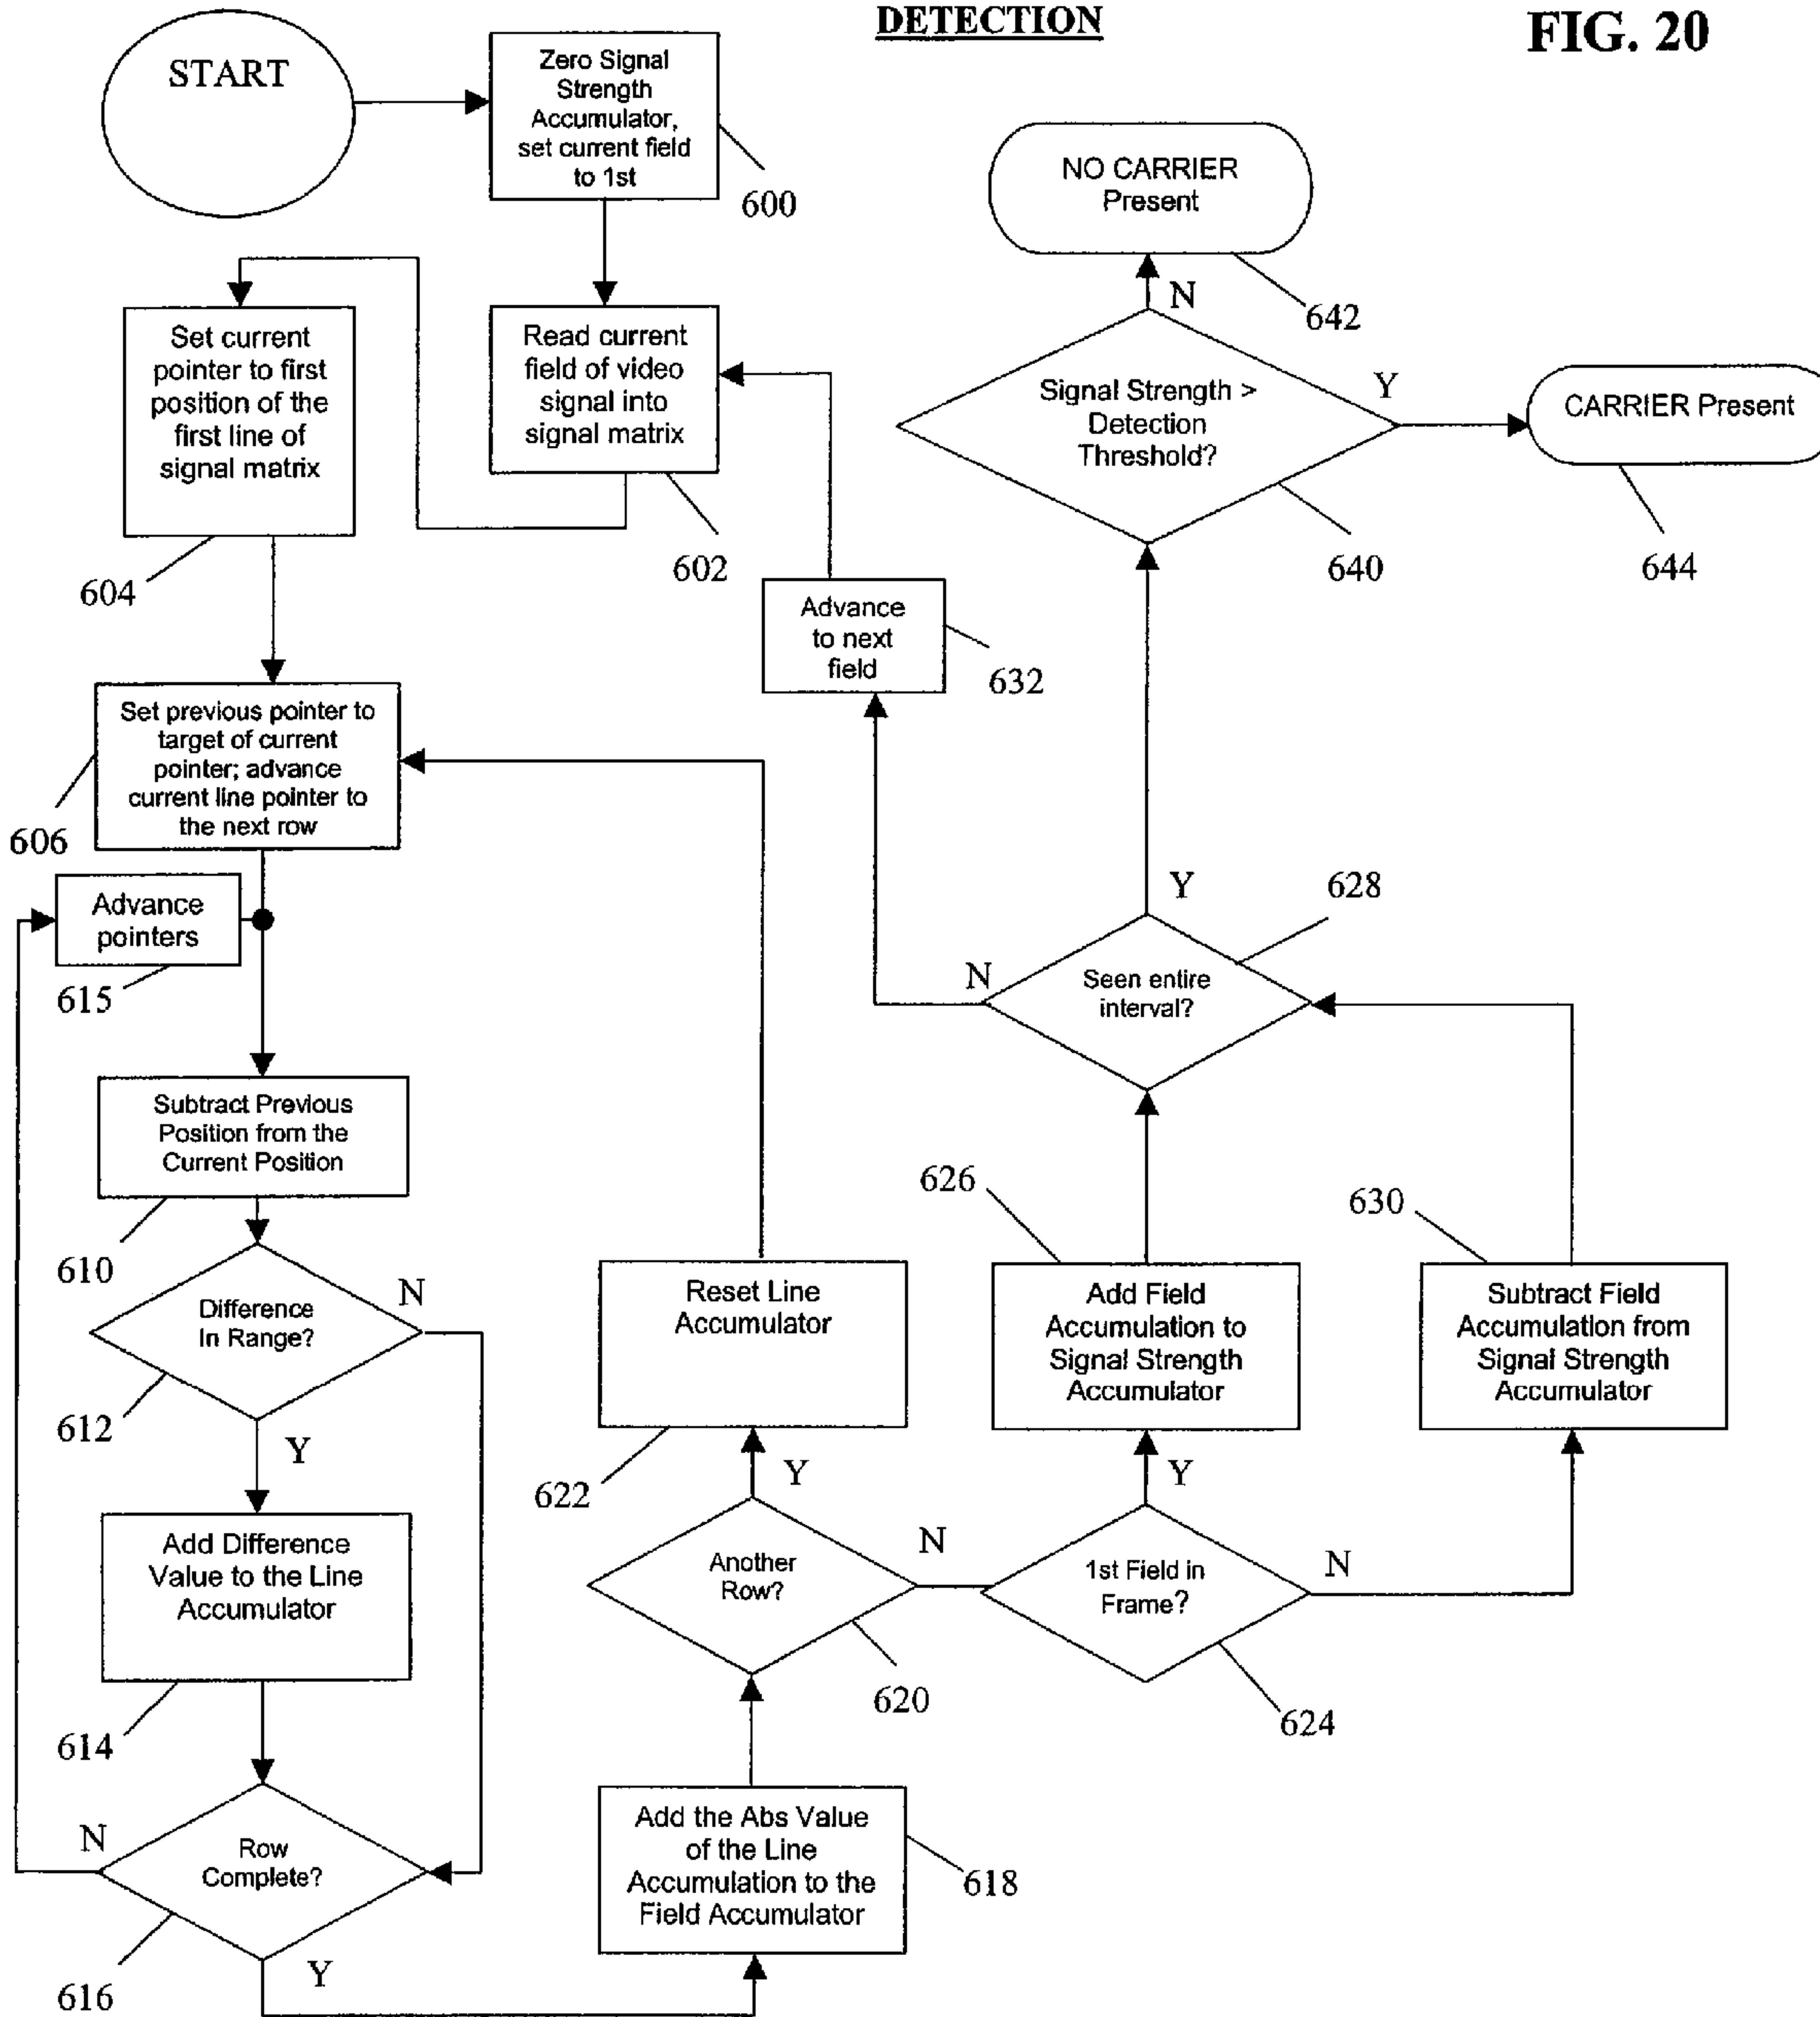 DETECTION
FIG. 20
START
Zero Signal
Strength
Accumulator,
set current field
to 1st
600
Read current
field of video
signal into
signal matrix
602
Set current
pointer to first
position of the
first line of
signal matrix
604
Set previous pointer to
target of current
pointer; advance
current line pointer to
the next row
606
Advance
pointers
615
Subtract Previous
Position from the
Current Position
610
Difference
In Range?
N
612
Y
Add Difference
Value to the Line
Accumulator
614
Row
Complete?
N
616
Y
Add the Abs Value
of the Line
Accumulation to the
Field Accumulator
618
Another
Row?
620
Y
N
Reset Line
Accumulator
622
1st Field in
Frame?
624
Y
N
Add Field
Accumulation to
Signal Strength
Accumulator
626
Subtract Field
Accumulation from
Signal Strength
Accumulator
630
Seen entire
interval?
628
N
Y
Advance
to next
field
632
Signal Strength >
Detection
Threshold?
640
N
Y
NO CARRIER
Present
642
CARRIER Present
644